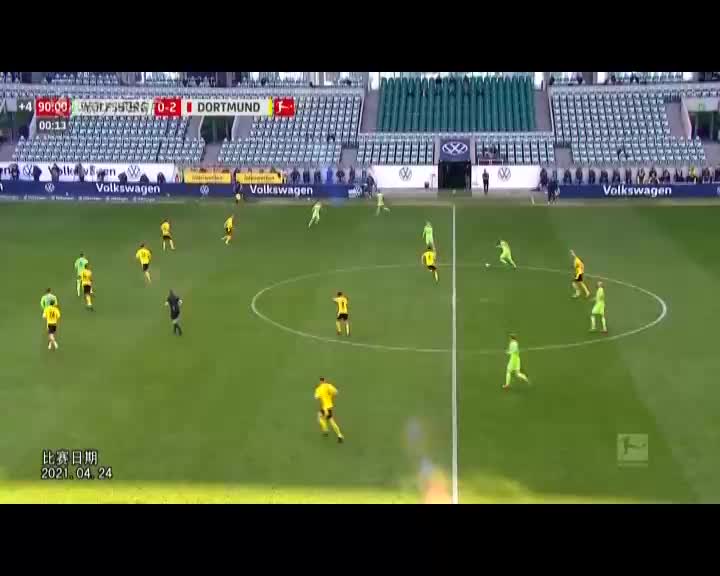 +4 90:00 WOLFSBURG 0-2 DORTMUND
00:13
Volkswagen
Volkswagen Volkswagen Volkswagen
比赛日期
2021.04.24